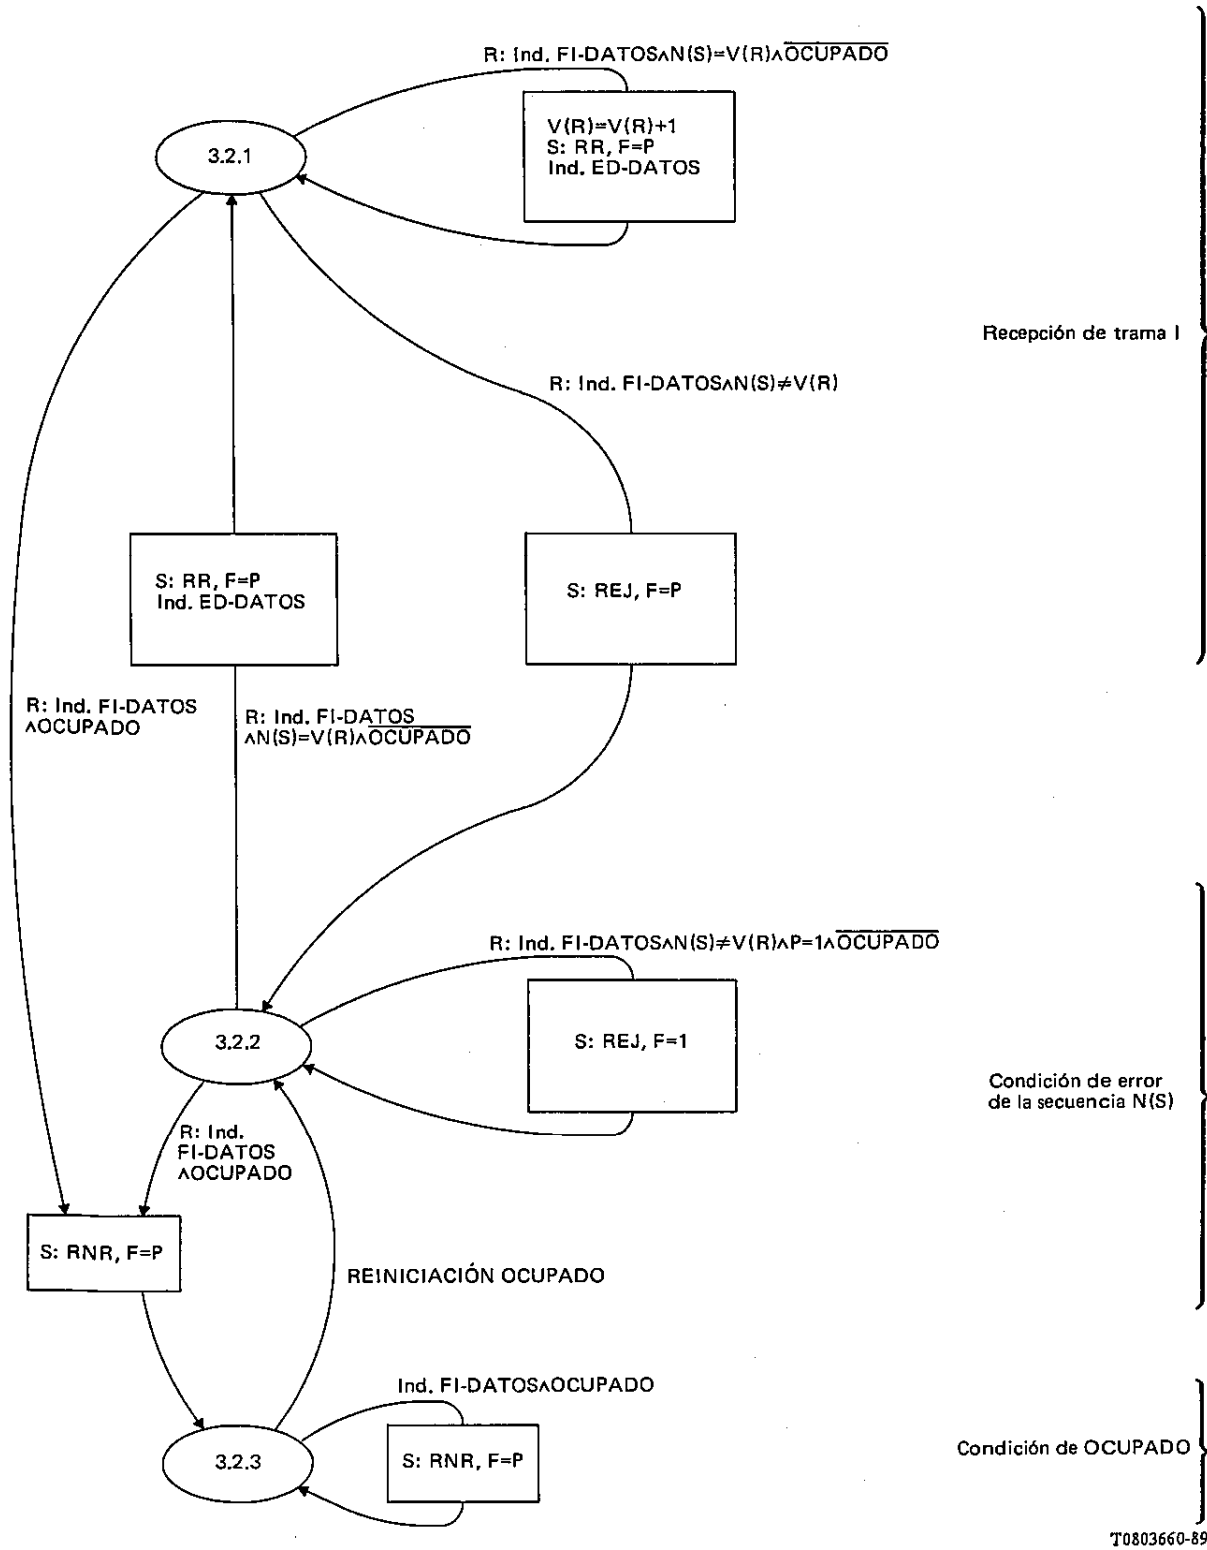 R: Ind. FI-DATOS∧N(S)=V(R)∧O̅C̅U̅P̅A̅D̅O̅
V(R)=V(R)+1
S: RR, F=P
Ind. ED-DATOS
3.2.1
Recepción de trama I
R: Ind. FI-DATOS∧N(S)≠V(R)
S: RR, F=P
Ind. ED-DATOS
S: REJ, F=P
R: Ind. FI-DATOS
∧OCUPADO
R: Ind. FI-DATOS
∧N(S)=V(R)∧O̅C̅U̅P̅A̅D̅O̅
R: Ind. FI-DATOS∧N(S)≠V(R)∧P=1∧O̅C̅U̅P̅A̅D̅O̅
3.2.2
S: REJ, F=1
Condición de error
de la secuencia N(S)
R: Ind.
FI-DATOS
∧OCUPADO
S: RNR, F=P
REINICIACIÓN OCUPADO
Ind. FI-DATOS∧OCUPADO
3.2.3
S: RNR, F=P
Condición de OCUPADO
T0803660-89